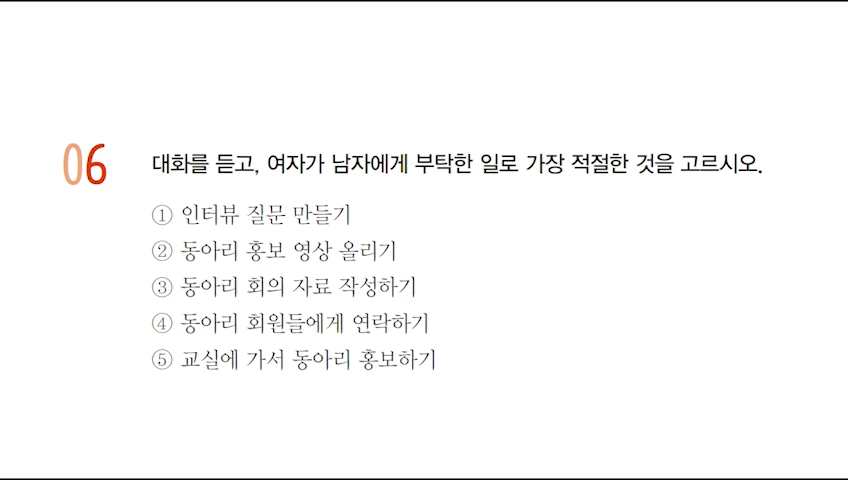 06 대화를 듣고, 여자가 남자에게 부탁한 일로 가장 적절한 것을 고르시오.
① 인터뷰 질문 만들기
② 동아리 홍보 영상 올리기
③ 동아리 회의 자료 작성하기
④ 동아리 회원들에게 연락하기
⑤ 교실에 가서 동아리 홍보하기